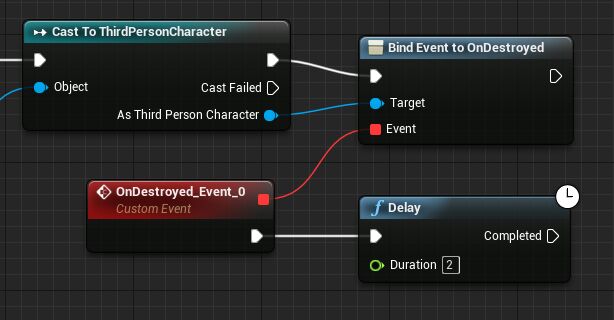 Cast To ThirdPersonCharacter
Object
Cast Failed
As Third Person Character
Bind Event to OnDestroyed
Target
Event
OnDestroyed_Event_0
Custom Event
Delay
Completed
Duration 2